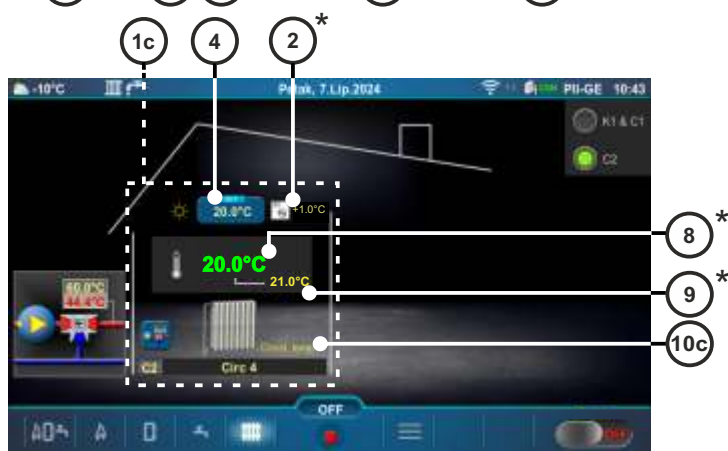 1c
4
2
*
-10°C
Petak, 7.Lip.2024
PII-GE
10:43
K1 & C1
C2
20.0°C
+1.0°C
8
*
20.0°C
21.0°C
9
*
60.0°C
44.4°C
10c
C2
Circ 4
OFF
OFF